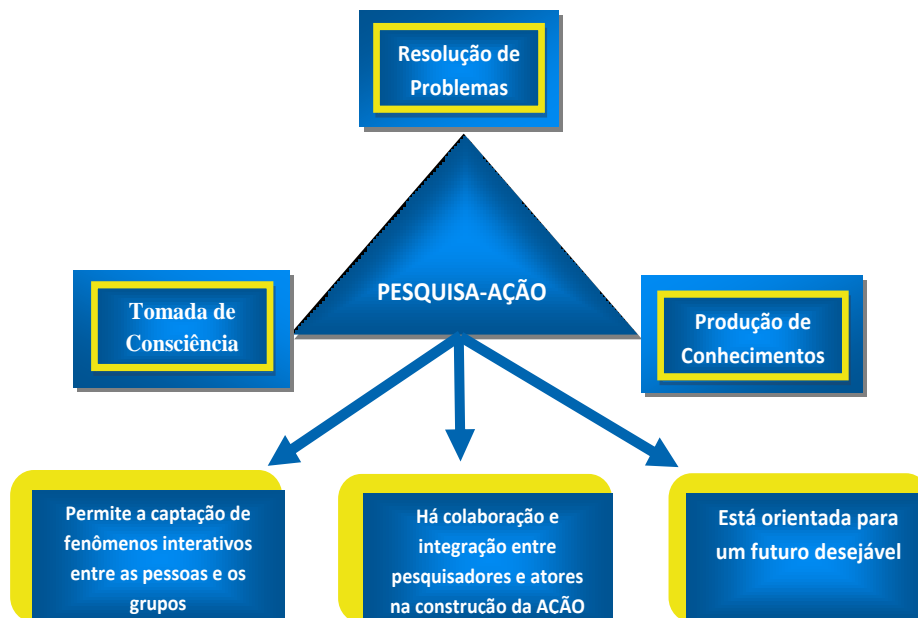 Resolução de
Problemas
PESQUISA-AÇÃO
Tomada de
Consciência
Produção de
Conhecimentos
Permite a captação de
fenômenos interativos
entre as pessoas e os
grupos
Há colaboração e
integração entre
pesquisadores e atores
na construção da AÇÃO
Está orientada para
um futuro desejável